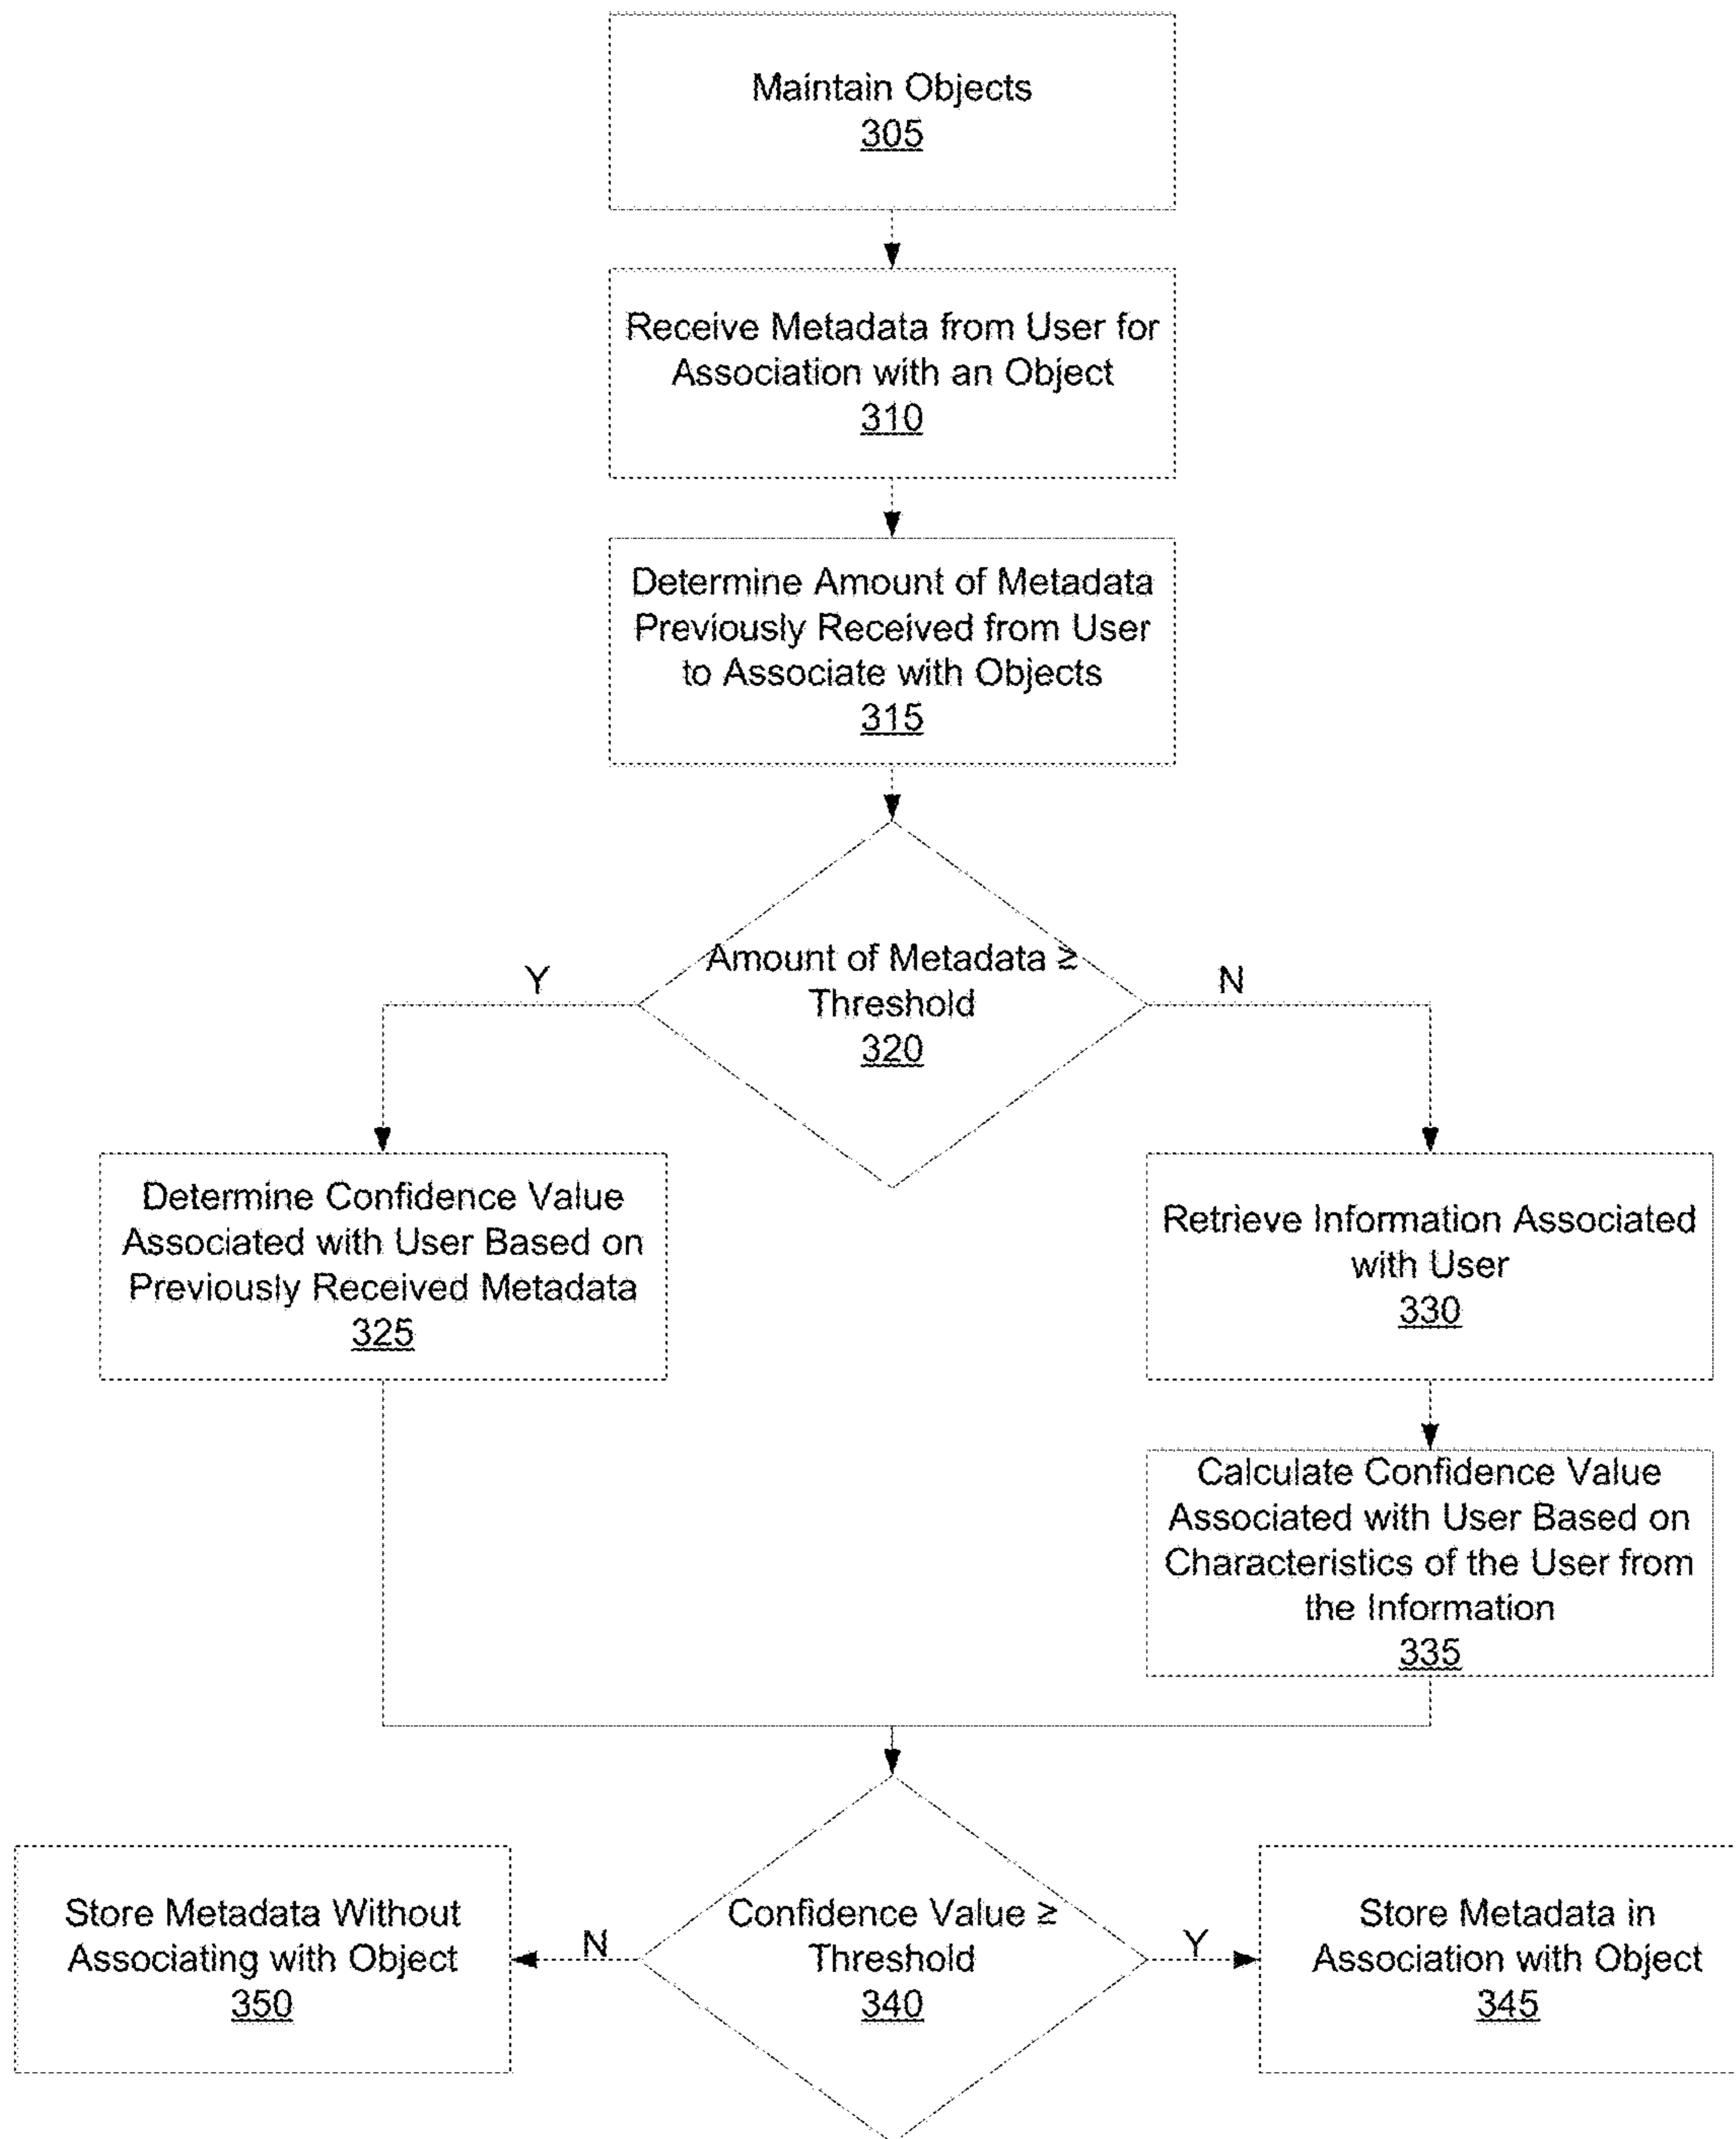 Maintain Objects
305
Receive Metadata from User for
Association with an Object
310
Determine Amount of Metadata
Previously Received from User
to Associate with Objects
315
Amount of Metadata ≥
Threshold
320
Y
N
Determine Confidence Value
Associated with User Based on
Previously Received Metadata
325
Retrieve Information Associated
with User
330
Calculate Confidence Value
Associated with User Based on
Characteristics of the User from
the Information
335
Confidence Value ≥
Threshold
340
N
Y
Store Metadata Without
Associating with Object
350
Store Metadata in
Association with Object
345